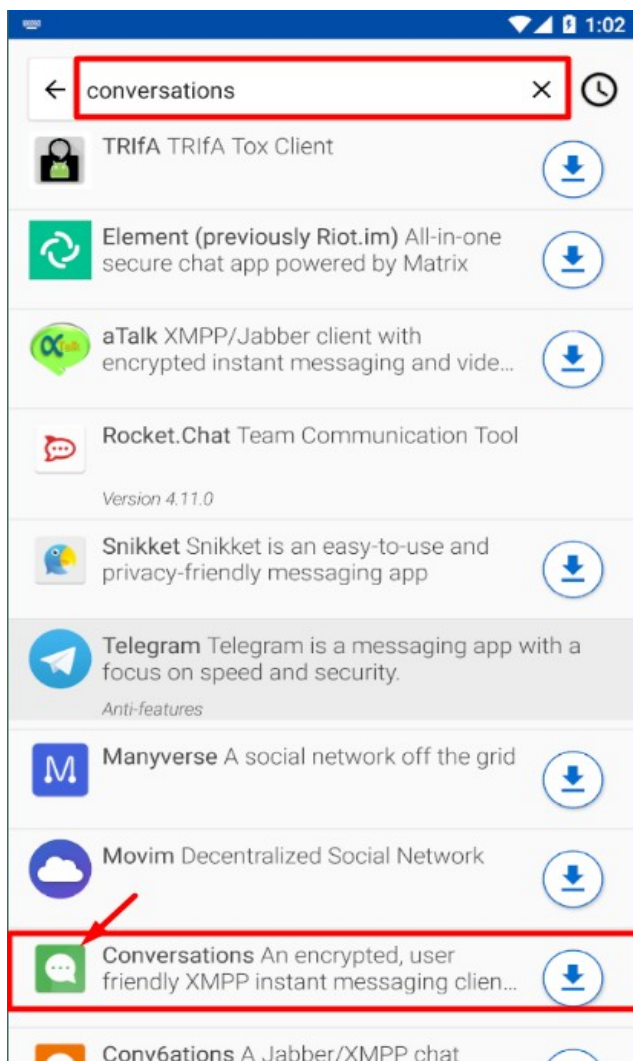 1:02
conversations
TRIfA TRIfA Tox Client
Element (previously Riot.im) All-in-one
secure chat app powered by Matrix
aTalk XMPP/Jabber client with
encrypted instant messaging and vide...
Rocket.Chat Team Communication Tool
Version 4.11.0
Snikket Snikket is an easy-to-use and
privacy-friendly messaging app
Telegram Telegram is a messaging app with a
focus on speed and security.
Anti-features
Manyverse A social network off the grid
Movim Decentralized Social Network
Conversations An encrypted, user
friendly XMPP instant messaging clien...
Conv6ations A Jabber/XMPP chat